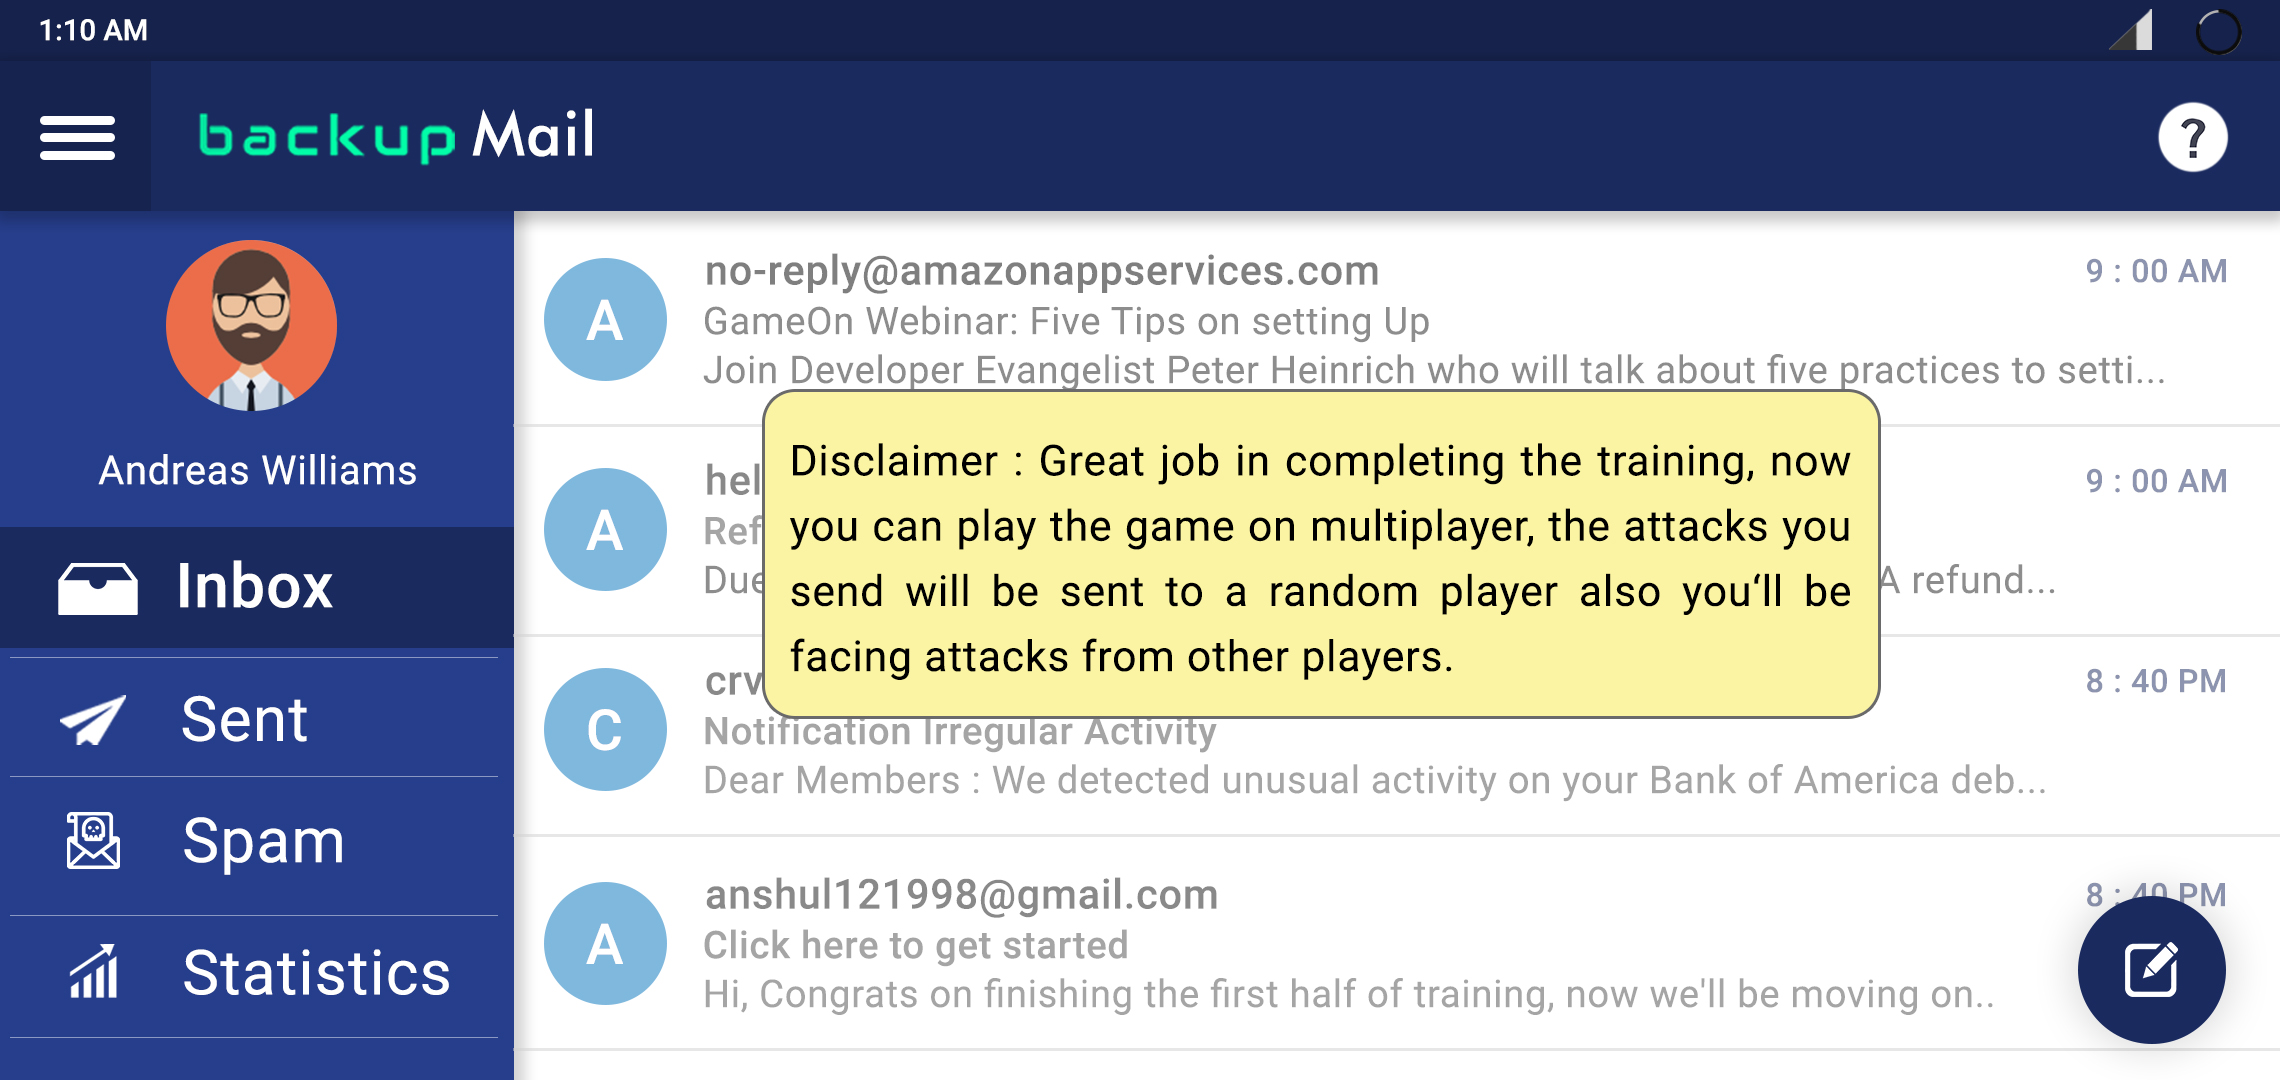 1:10 AM
backup Mail
?
Andreas Williams
Inbox
Sent
Spam
Statistics
A
no-reply@amazonappservices.com
9 : 00 AM
GameOn Webinar: Five Tips on setting Up
Join Developer Evangelist Peter Heinrich who will talk about five practices to setti...
A
hel
9 : 00 AM
Ref
Due
A refund...
Disclaimer : Great job in completing the training, now
you can play the game on multiplayer, the attacks you
send will be sent to a random player also you‘ll be
facing attacks from other players.
C
crv
8 : 40 PM
Notification Irregular Activity
Dear Members : We detected unusual activity on your Bank of America deb...
A
anshul121998@gmail.com
8 : 40 PM
Click here to get started
Hi, Congrats on finishing the first half of training, now we'll be moving on..